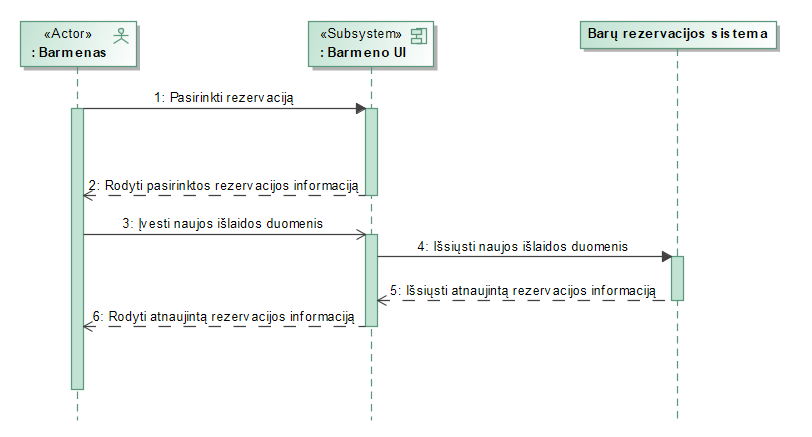 «Actor»
: Barmenas
«Subsystem»
: Barmeno UI
Barų rezervacijos sistema
1: Pasirinkti rezervaciją
2: Rodyti pasirinktos rezervacijos informaciją
3: Įvesti naujos išlaidos duomenis
4: Išsiųsti naujos išlaidos duomenis
5: Išsiųsti atnaujintą rezervacijos informaciją
6: Rodyti atnaujintą rezervacijos informaciją